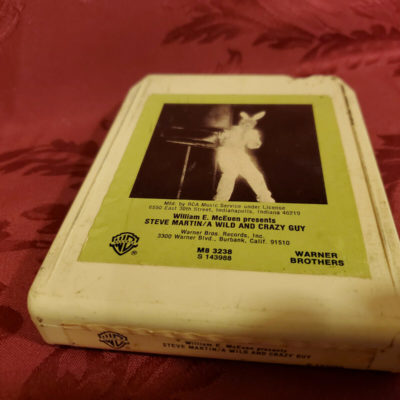 Mfd. by RCA Music Service under License
6550 East 30th Street, Indianapolis, Indiana 46219
William E. McEuen presents
STEVE MARTIN/A WILD AND CRAZY GUY
Warner Bros. Records, Inc.
3300 Warner Blvd., Burbank, Calif. 91510
M8 3238
S 143988
WARNER
BROTHERS
William E. McEuen presents
STEVE MARTIN/A WILD AND CRAZY GUY